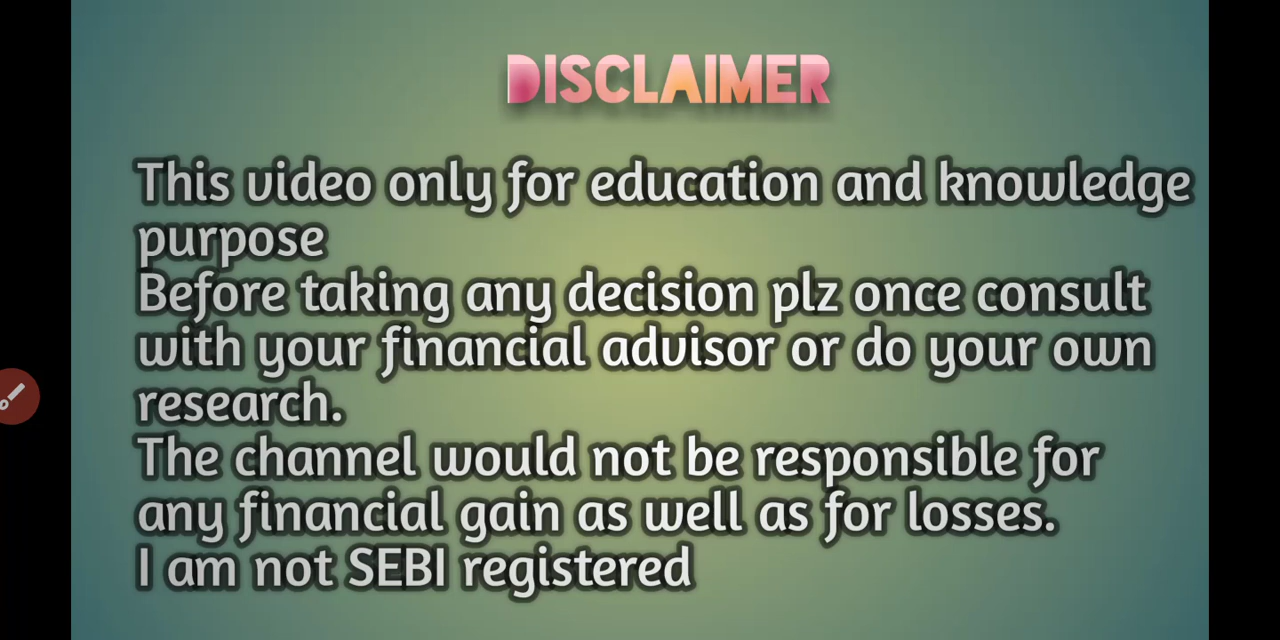 DISCLAIMER
This video only for education and knowledge
purpose
Before taking any decision plz once consult
with your financial advisor or do your own
research.
The channel would not be responsible for
any financial gain as well as for losses.
I am not SEBI registered